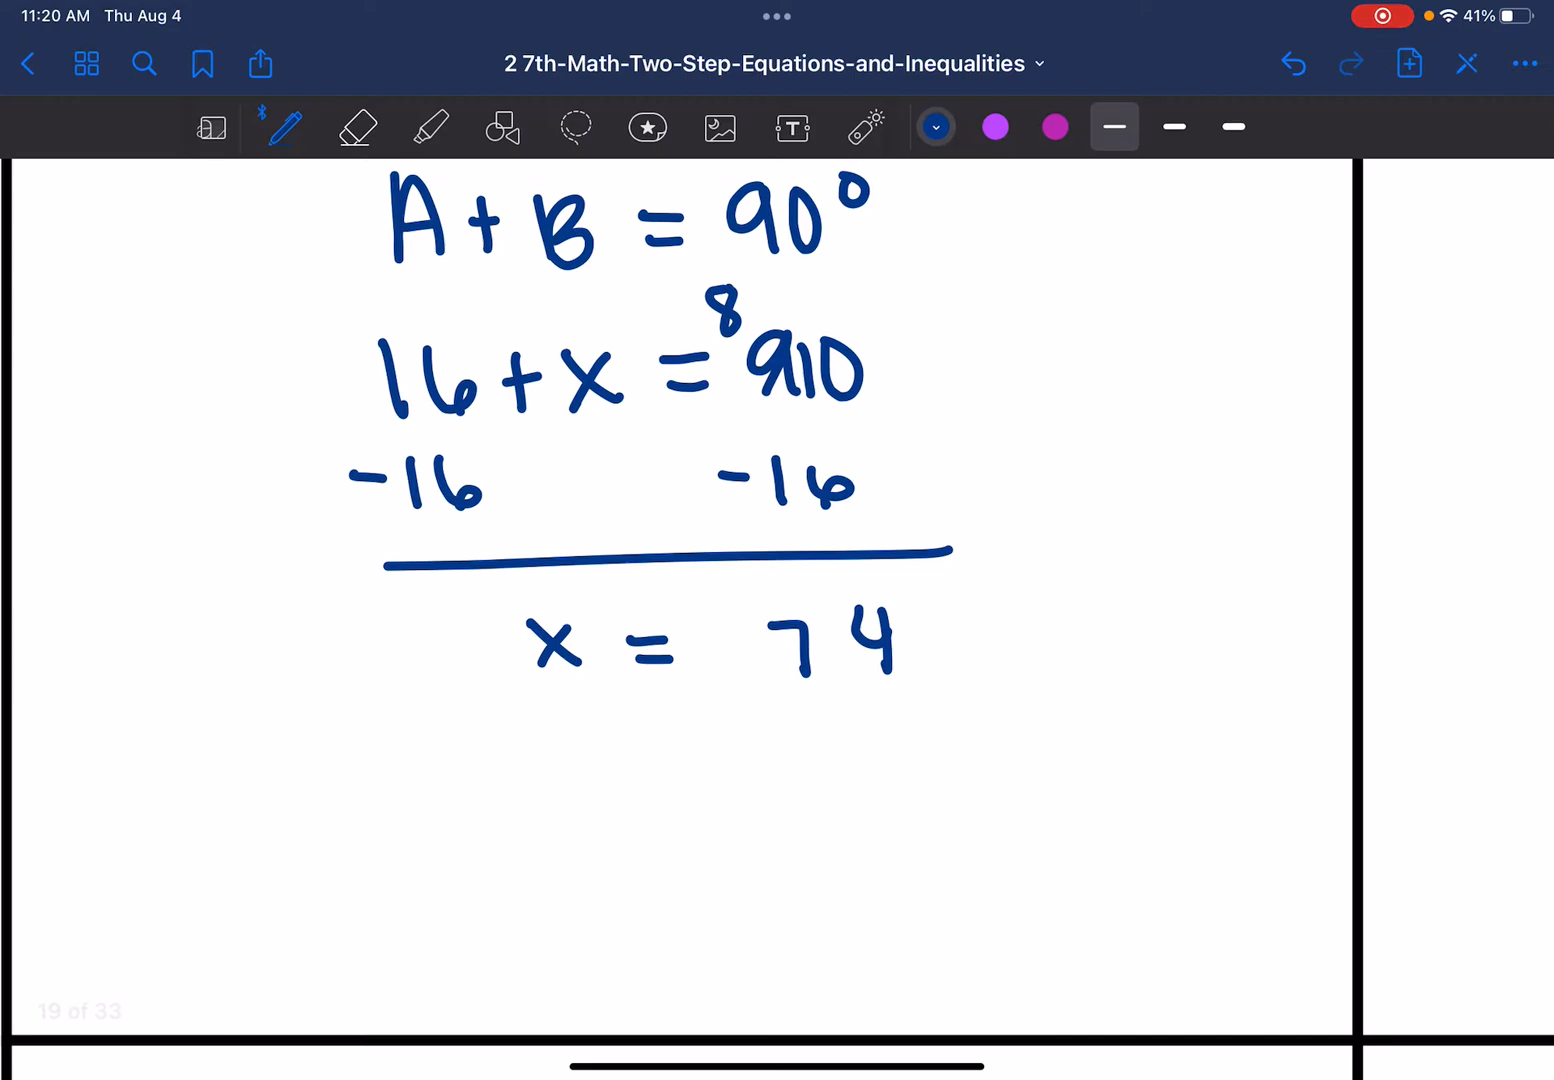 11:20 AM Thu Aug 4
41%
2 7th-Math-Two-Step-Equations-and-Inequalities
A + B = 90°
8
16 + x = 910
-16 -16
x = 74
19 of 33